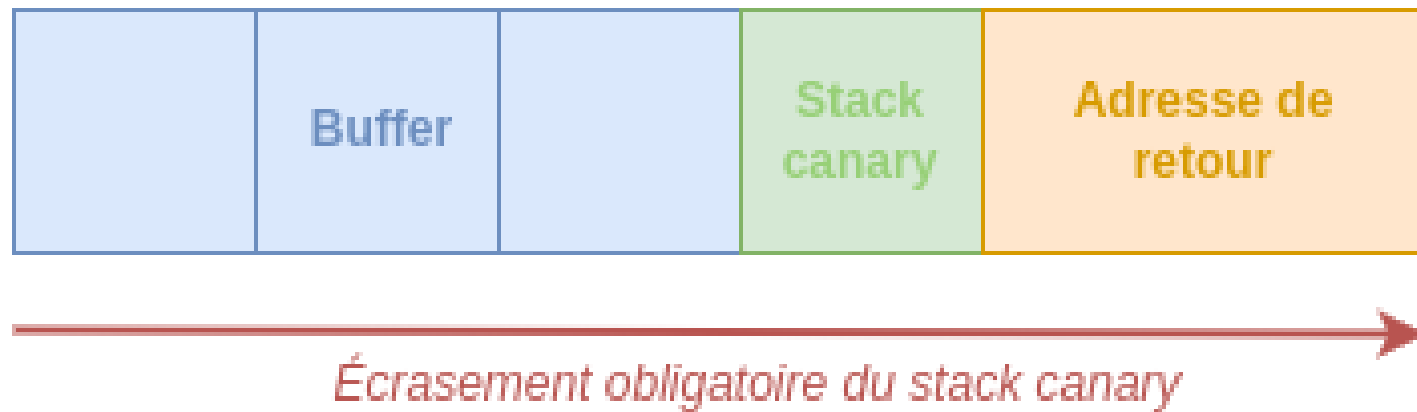 Buffer
Stack
canary
Adresse de
retour
Écrasement obligatoire du stack canary